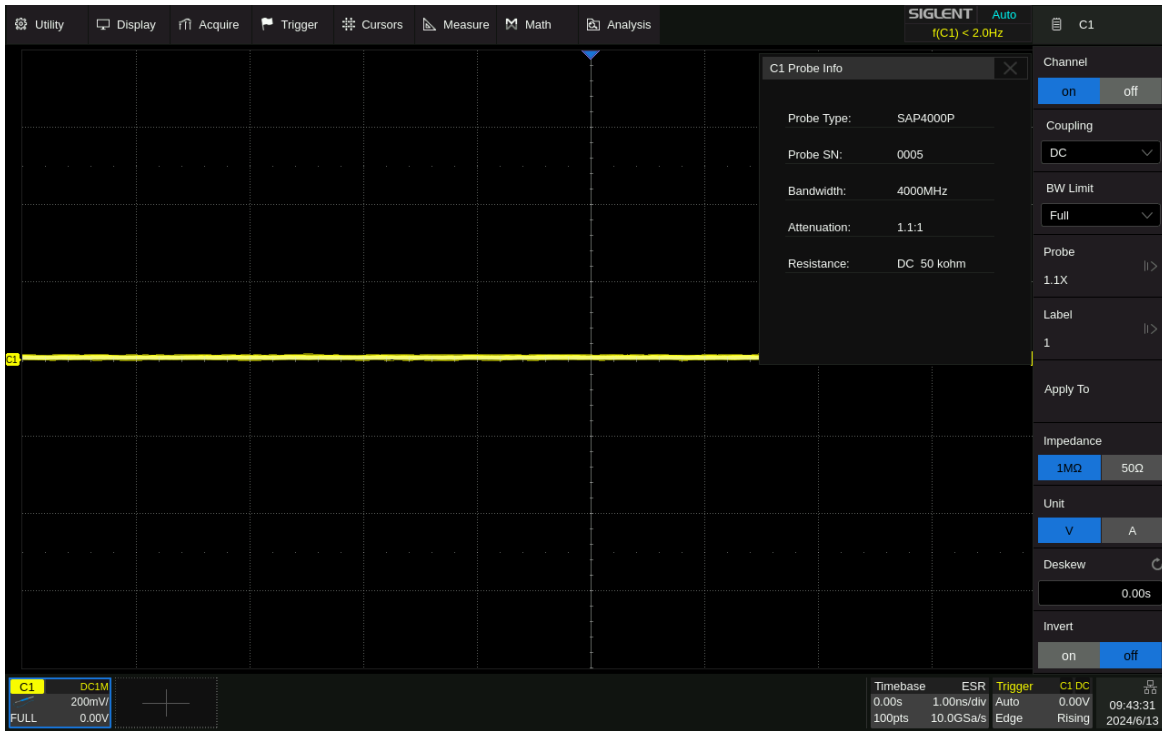 Utility Display Acquire Trigger Cursors Measure Math Analysis
SIGLENT Auto
f(C1) < 2.0Hz
C1
C1 Probe Info
Probe Type: SAP4000P
Probe SN: 0005
Bandwidth: 4000MHz
Attenuation: 1.1:1
Resistance: DC 50 kohm
C1
Channel
on off
Coupling
DC
BW Limit
Full
Probe
1.1X
Label
1
Apply To
Impedance
1MΩ 50Ω
Unit
V A
Deskew
0.00s
Invert
on off
C1 DC1M
200mV/
FULL 0.00V
Timebase ESR
0.00s 1.00ns/div
100pts 10.0GSa/s
Trigger C1 DC
Auto 0.00V
Edge Rising
09:43:31
2024/6/13